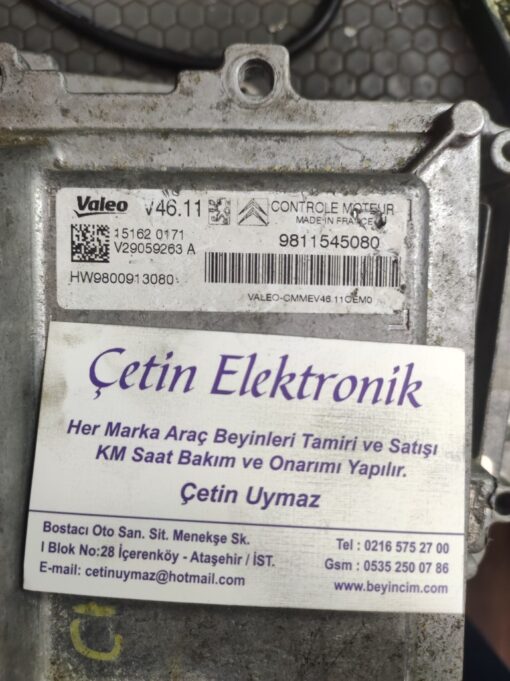 Valeo V46.11 CONTROLE MOTEUR
MADE IN FRANCE
15162 0171
V29059263 A
9811545080
HW9800913080
VALEO-CMMEV46.11CEM0
Çetin Elektronik
Her Marka Araç Beyinleri Tamiri ve Satışı
KM Saat Bakım ve Onarımı Yapılır.
Çetin Uymaz
Bostacı Oto San. Sit. Menekşe Sk.
I Blok No:28 İçerenköy - Ataşehir / İST.
E-mail: cetinuymaz@hotmail.com
Tel : 0216 575 27 00
Gsm : 0535 250 07 86
www.beyincim.com